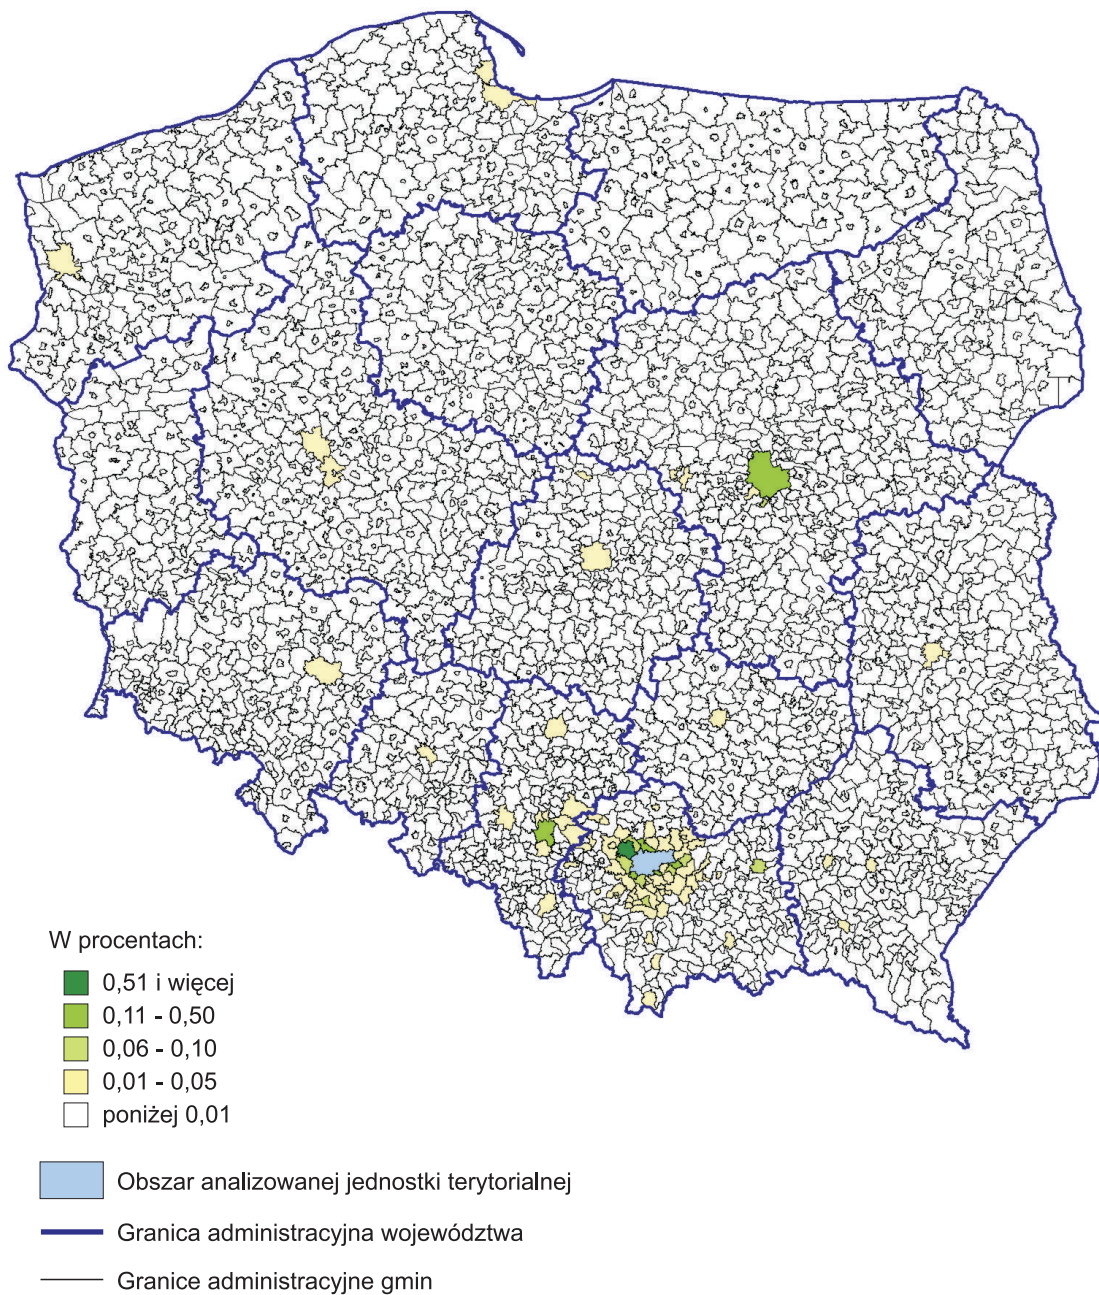 W procentach:
0,51 i więcej
0,11 - 0,50
0,06 - 0,10
0,01 - 0,05
poniżej 0,01
Obszar analizowanej jednostki terytorialnej
Granica administracyjna województwa
Granice administracyjne gmin